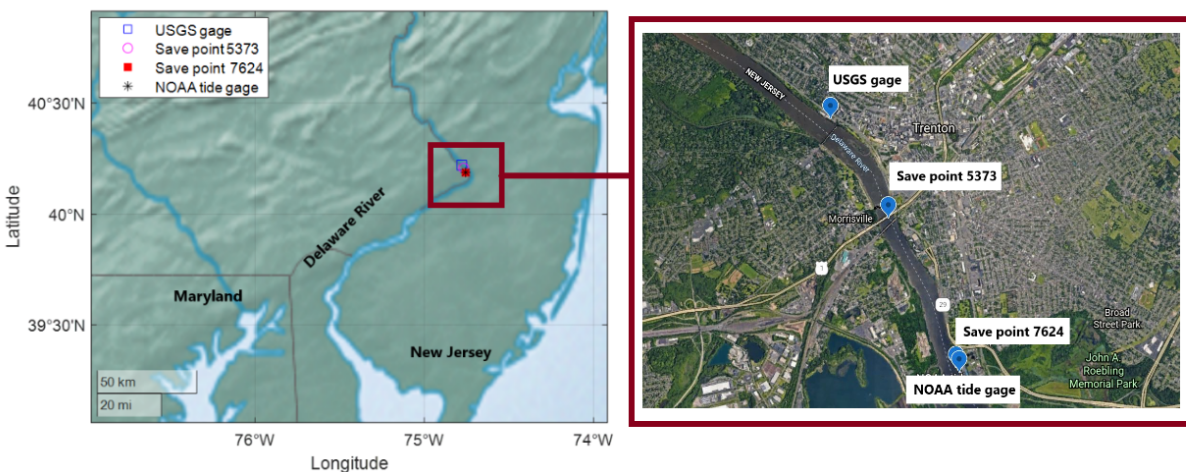 USGS gage
Save point 5373
Save point 7624
NOAA tide gage
40°30'N
40°N
39°30'N
Latitude
Delaware River
Maryland
New Jersey
50 km
20 mi
76°W
75°W
74°W
Longitude
NEW JERSEY
USGS gage
Trenton
Delaware River
Save point 5373
Morrisville
1
29
Save point 7624
Broad
Street Park
John A.
Roebling
Memorial Park
NOAA tide gage